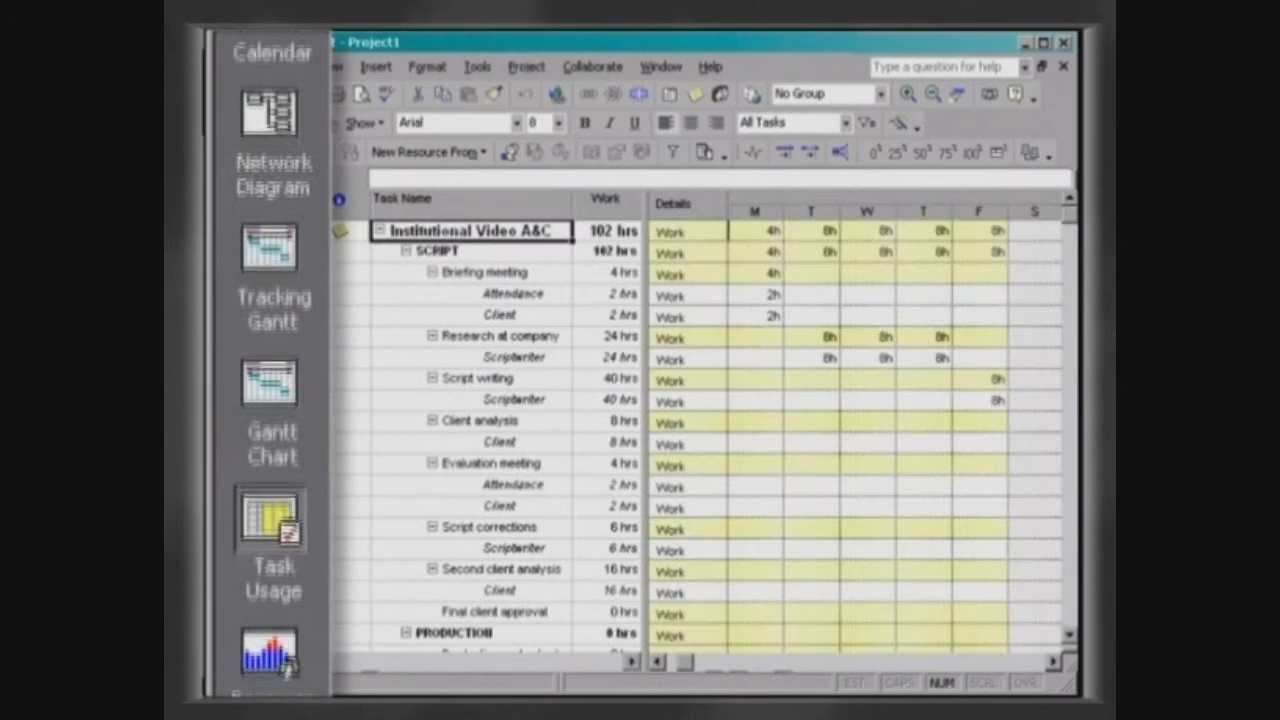 Calendar
Network
Diagram
Tracking
Gantt
Gantt
Chart
Task
Usage
t - Project1
Insert Format Tools Project Collaborate Window Help
Type a question for help
No Group
Show Arial 8 B I U All Tasks
New Resource From 0% 25% 50% 75% 100%
Task Name Work Details M T W T F S
Institutional Video A&C 102 hrs Work 4h 8h 8h 8h 8h
SCRIPT 102 hrs Work 4h 8h 8h 8h 8h
Briefing meeting 4 hrs Work 4h
Attendance 2 hrs Work 2h
Client 2 hrs Work 2h
Research at company 24 hrs Work 8h 8h 8h
Scriptwriter 24 hrs Work 8h 8h 8h
Script writing 40 hrs Work 8h
Scriptwriter 40 hrs Work 8h
Client analysis 8 hrs Work
Client 8 hrs Work
Evaluation meeting 4 hrs Work
Attendance 2 hrs Work
Client 2 hrs Work
Script corrections 6 hrs Work
Scriptwriter 6 hrs Work
Second client analysis 16 hrs Work
Client 16 hrs Work
Final client approval 0 hrs Work
PRODUCTION 0 hrs Work
EXT CAPS NUM SCRL OVR